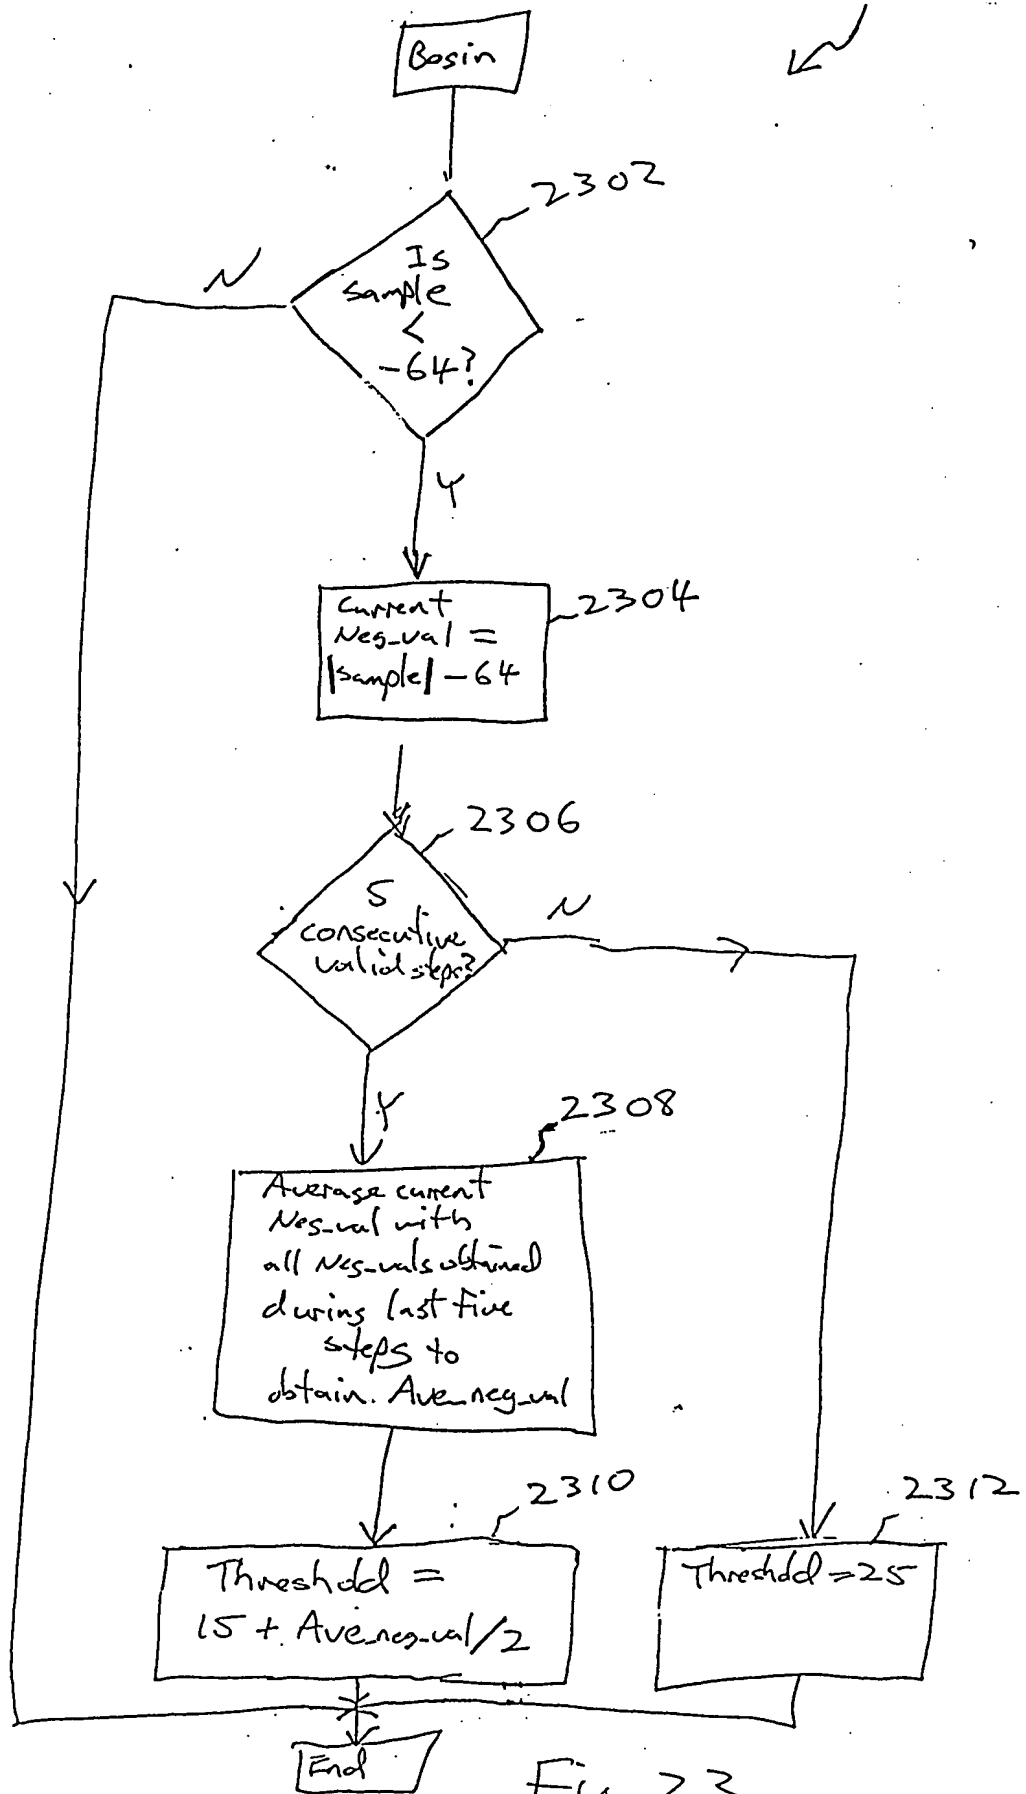 Begin
2302
N
Is
sample
<
-64?
Y
2304
Current
Neg_val =
|sample| - 64
2306
5
consecutive
valid steps?
N
Y
2308
Average current
Neg_val with
all Neg_vals obtained
during last five
steps to
obtain. Ave_neg_val
2310
Threshold =
15 + Ave_neg_val/2
2312
Threshold = 25
End
Fig 23